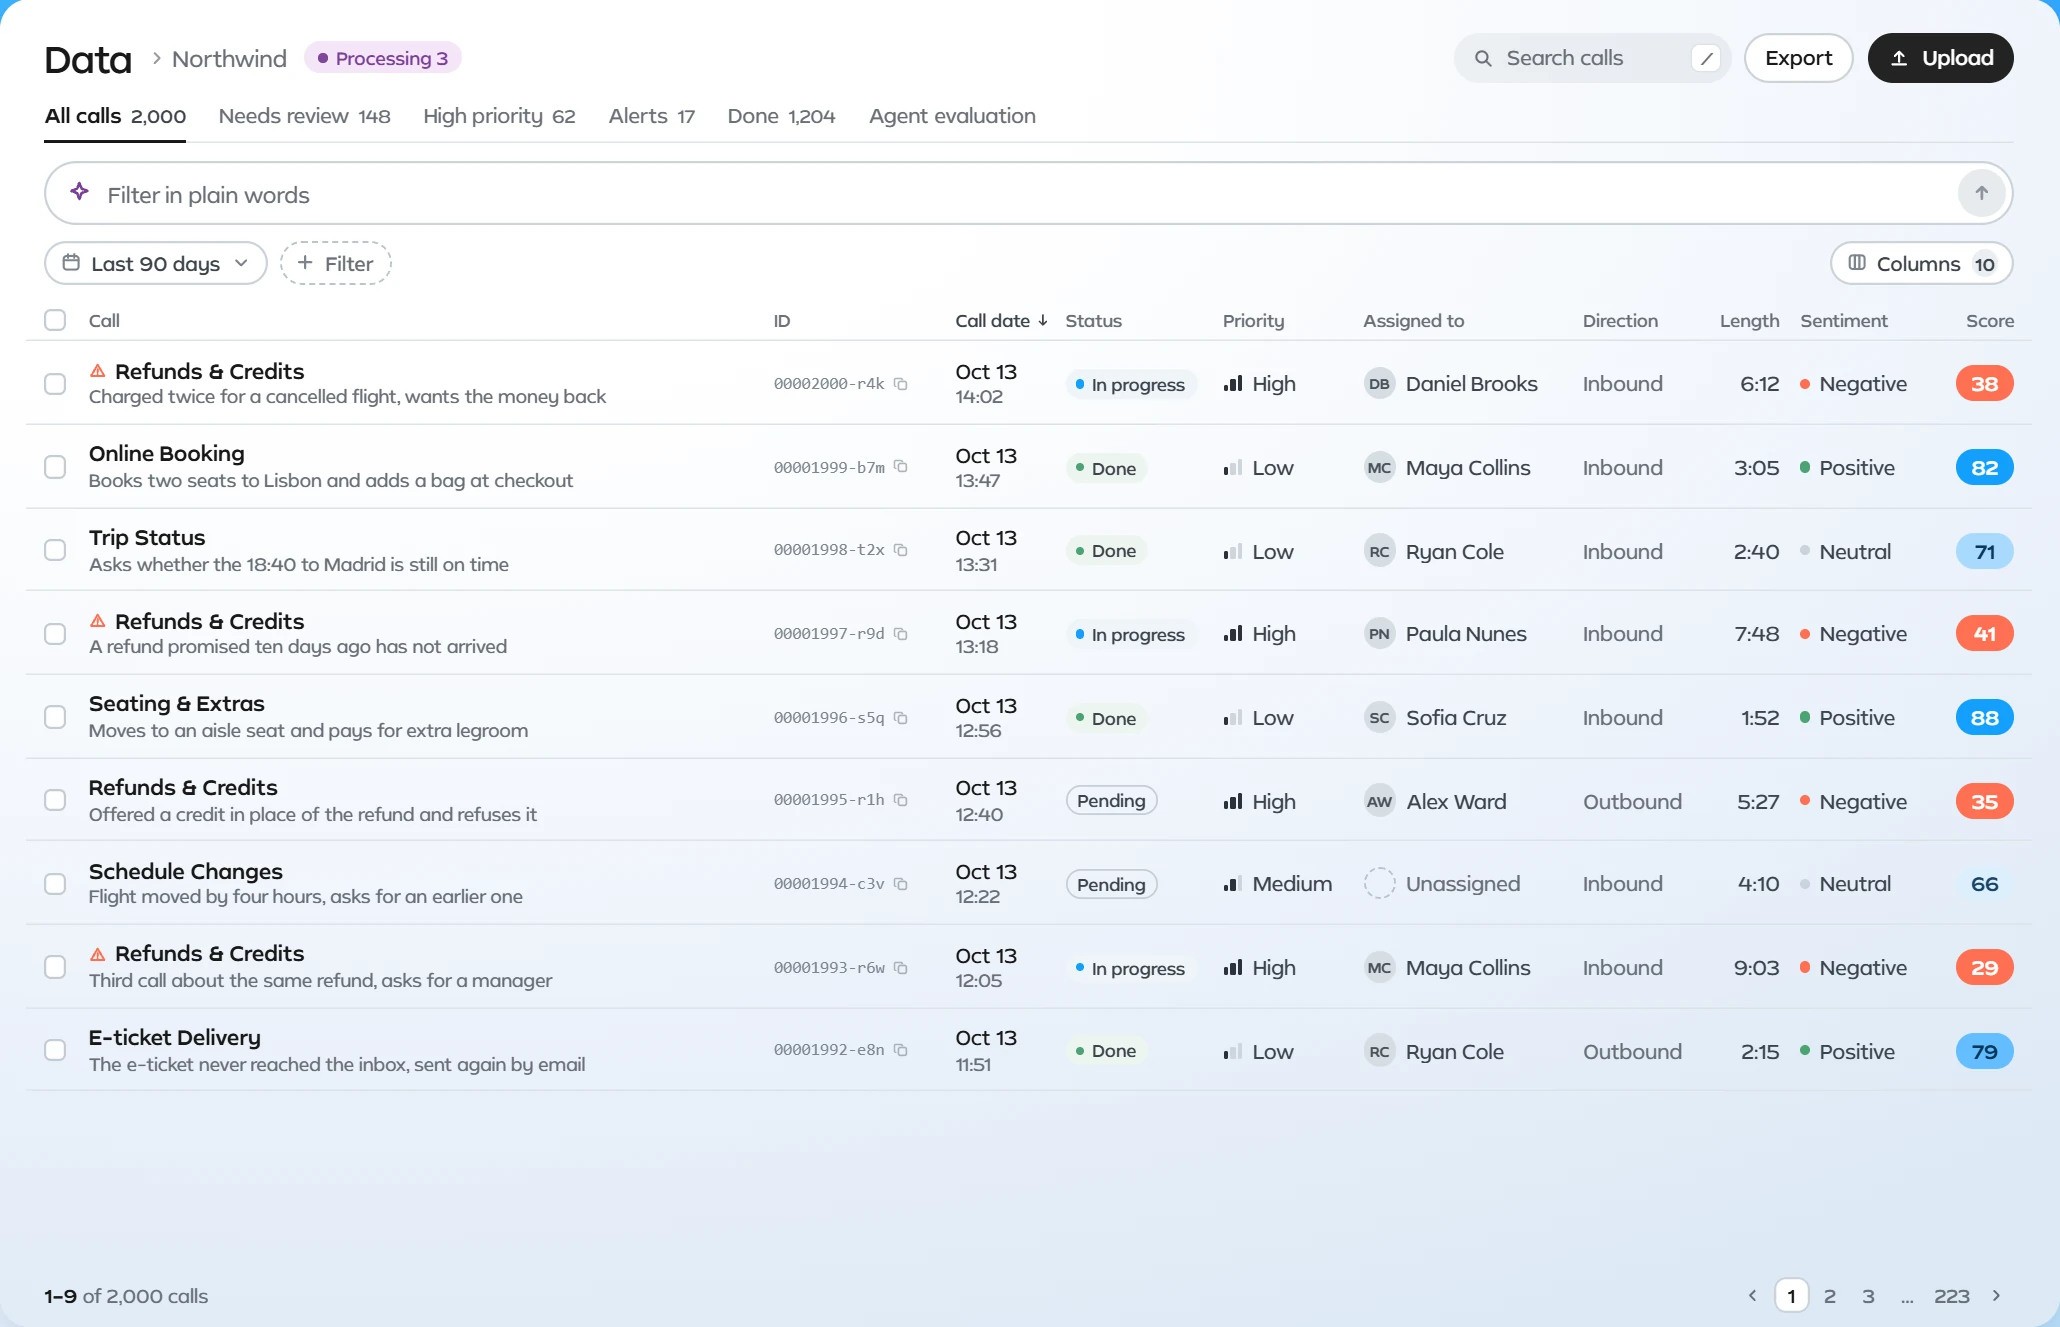 Data > Northwind Processing 3 Search calls / Export Upload
All calls 2,000 Needs review 148 High priority 62 Alerts 17 Done 1,204 Agent evaluation
Filter in plain words
Last 90 days + Filter Columns 10
Call ID Call date ↓ Status Priority Assigned to Direction Length Sentiment Score
Refunds & Credits
Charged twice for a cancelled flight, wants the money back
00002000-r4k
Oct 13
14:02
In progress High DB Daniel Brooks Inbound 6:12 Negative 38
Online Booking
Books two seats to Lisbon and adds a bag at checkout
00001999-b7m
Oct 13
13:47
Done Low MC Maya Collins Inbound 3:05 Positive 82
Trip Status
Asks whether the 18:40 to Madrid is still on time
00001998-t2x
Oct 13
13:31
Done Low RC Ryan Cole Inbound 2:40 Neutral 71
Refunds & Credits
A refund promised ten days ago has not arrived
00001997-r9d
Oct 13
13:18
In progress High PN Paula Nunes Inbound 7:48 Negative 41
Seating & Extras
Moves to an aisle seat and pays for extra legroom
00001996-s5q
Oct 13
12:56
Done Low SC Sofia Cruz Inbound 1:52 Positive 88
Refunds & Credits
Offered a credit in place of the refund and refuses it
00001995-r1h
Oct 13
12:40
Pending High AW Alex Ward Outbound 5:27 Negative 35
Schedule Changes
Flight moved by four hours, asks for an earlier one
00001994-c3v
Oct 13
12:22
Pending Medium Unassigned Inbound 4:10 Neutral 66
Refunds & Credits
Third call about the same refund, asks for a manager
00001993-r6w
Oct 13
12:05
In progress High MC Maya Collins Inbound 9:03 Negative 29
E-ticket Delivery
The e-ticket never reached the inbox, sent again by email
00001992-e8n
Oct 13
11:51
Done Low RC Ryan Cole Outbound 2:15 Positive 79
1–9 of 2,000 calls < 1 2 3 ... 223 >